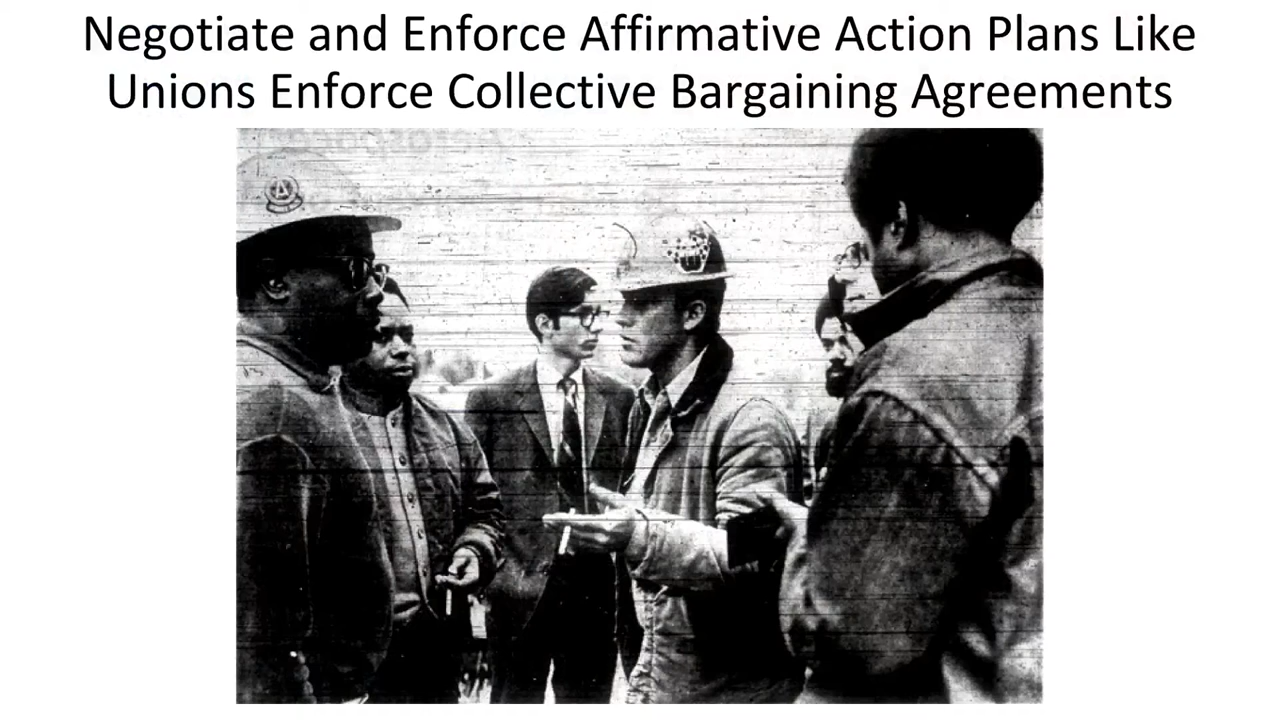 Negotiate and Enforce Affirmative Action Plans Like
Unions Enforce Collective Bargaining Agreements